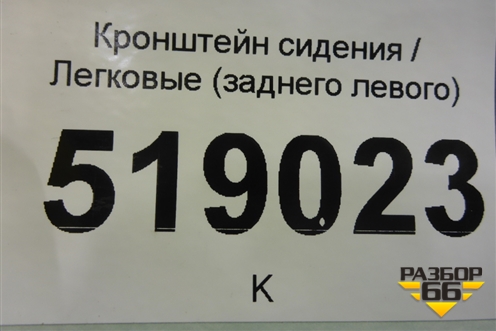 Кронштейн сидения /
Легковые (заднего левого)
519023
К
РАЗБОР
66